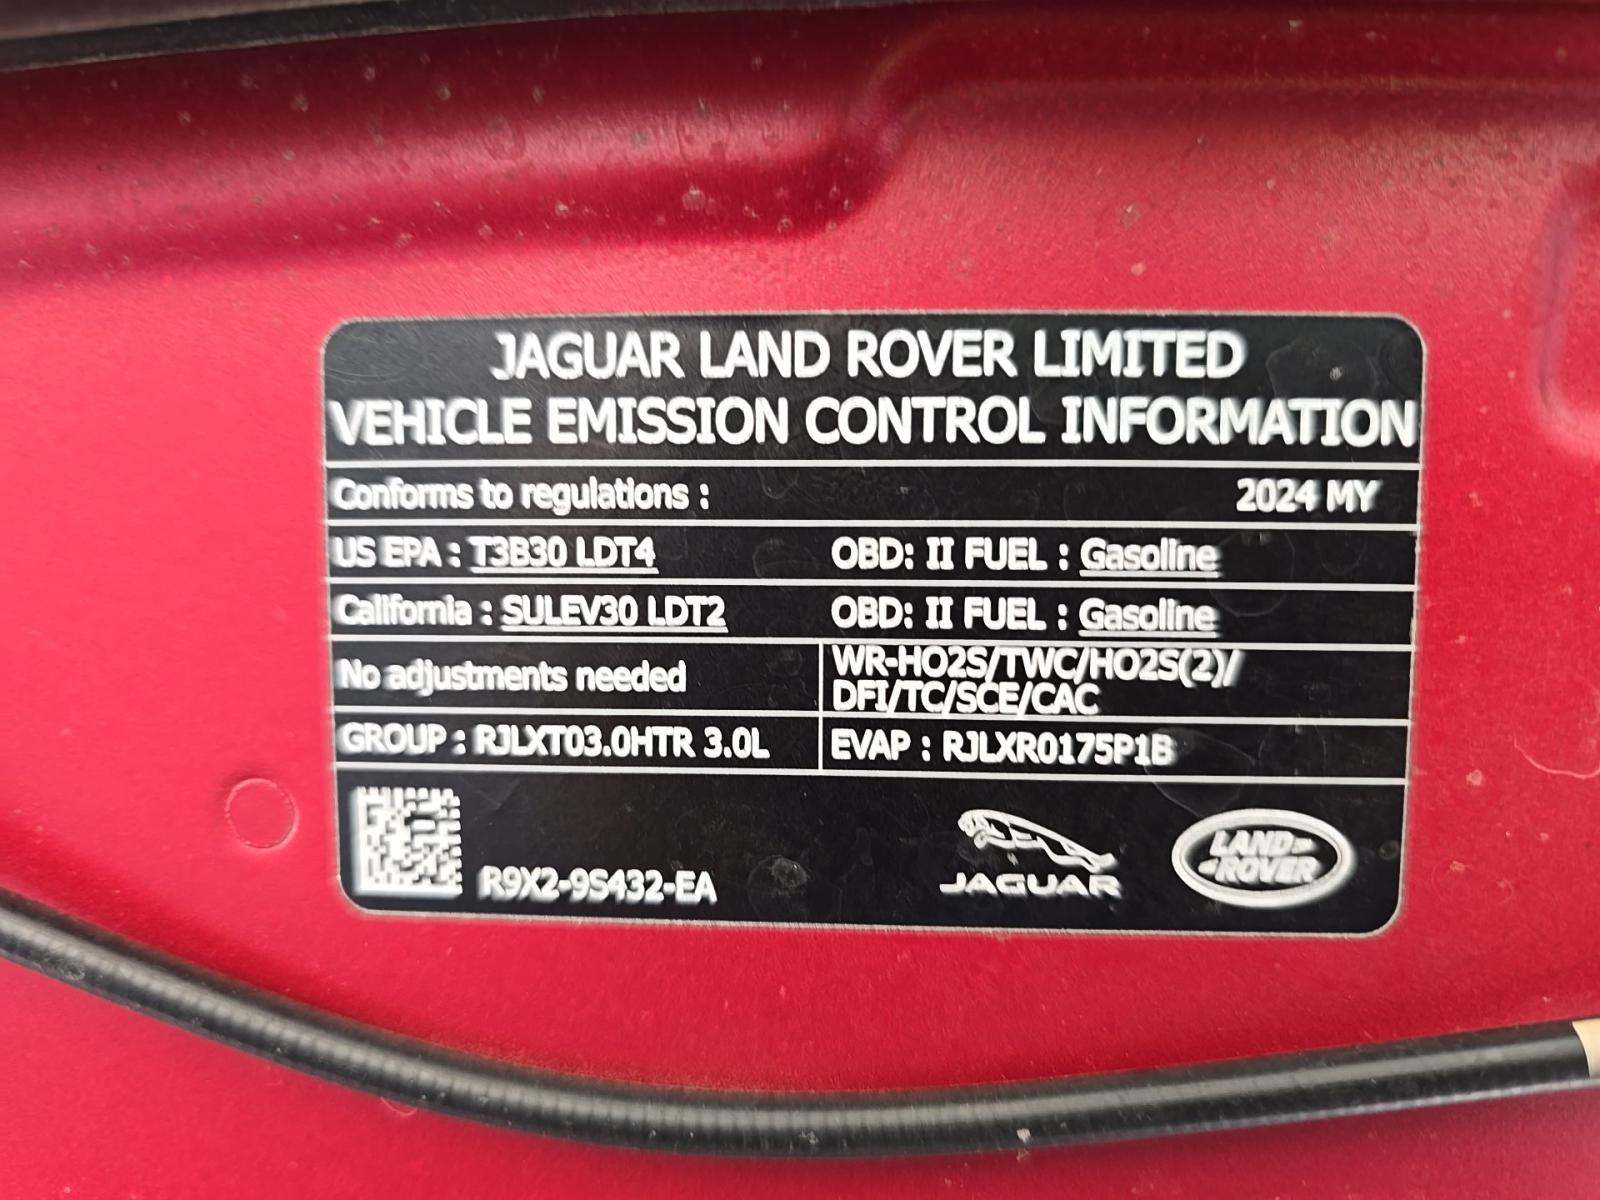 JAGUAR LAND ROVER LIMITED
VEHICLE EMISSION CONTROL INFORMATION
Conforms to regulations : 2024 MY
US EPA : T3B30 LDT4 OBD: II FUEL : Gasoline
California : SULEV30 LDT2 OBD: II FUEL : Gasoline
No adjustments needed
WR-HO2S/TWC/HO2S(2)/
DFI/TC/SCE/CAC
GROUP : RJLXT03.0HTR 3.0L EVAP : RJLXR0175P1B
R9X2-9S432-EA
JAGUAR
LAND
ROVER